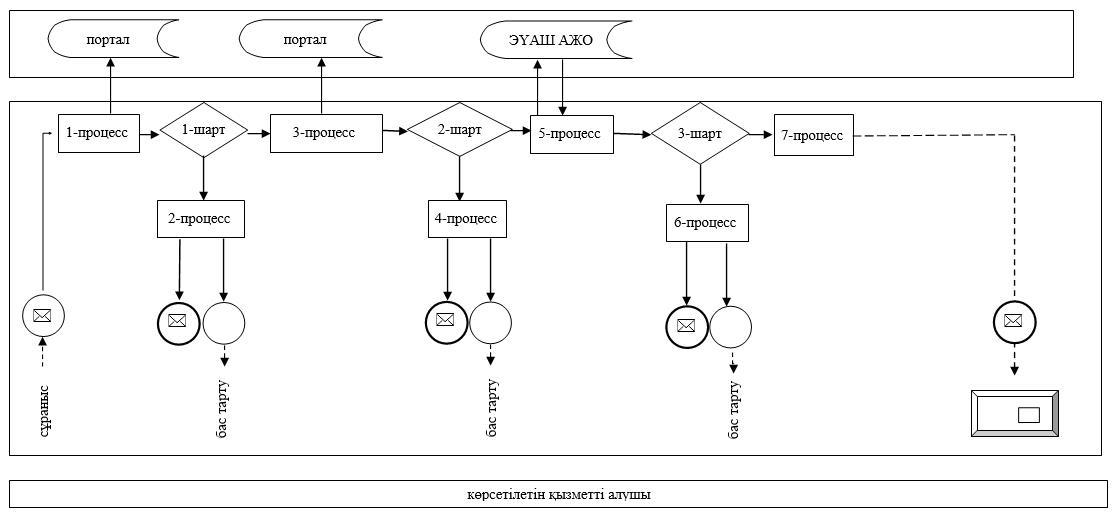 портал
портал
ЭҮАШ АЖО
1-процесс
1-шарт
3-процесс
2-шарт
5-процесс
3-шарт
7-процесс
2-процесс
4-процесс
6-процесс
сұраныс
бас тарту
бас тарту
бас тарту
көрсетілетін қызметті алушы